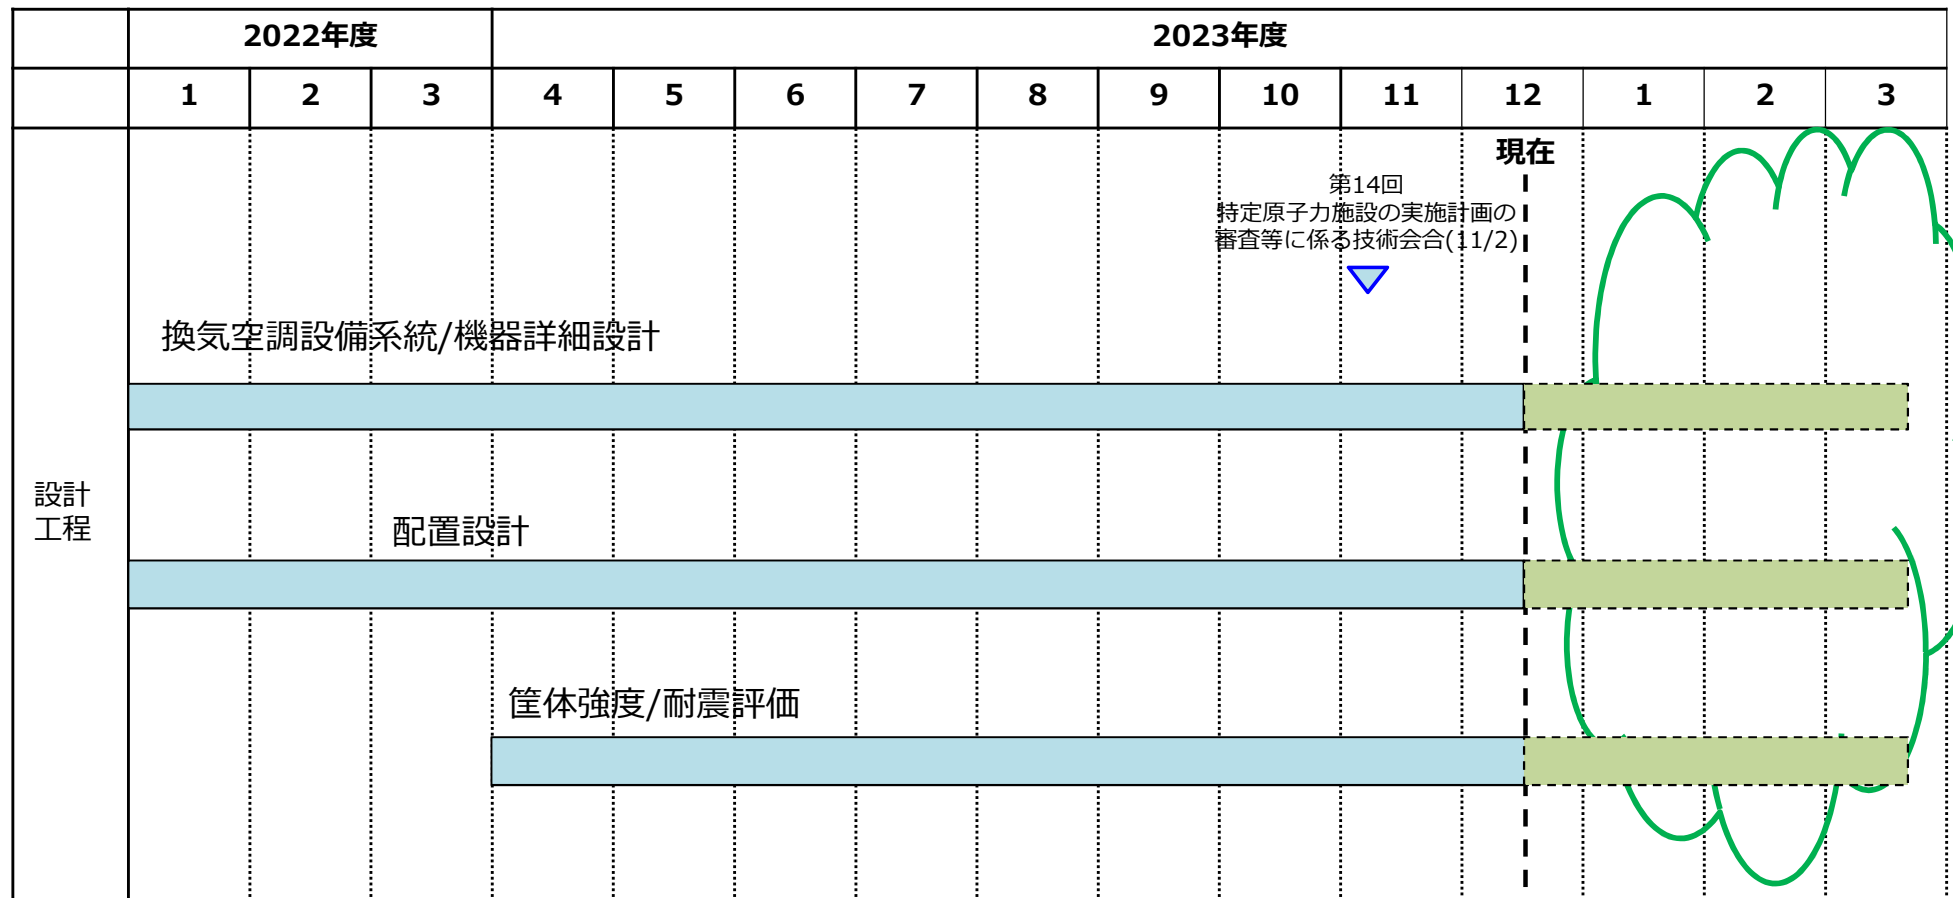 2022年度 2023年度
1 2 3 4 5 6 7 8 9 10 11 12 1 2 3
現在
第14回
特定原子力施設の実施計画の
審査等に係る技術会合(11/2)
換気空調設備系統/機器詳細設計
設計
工程
配置設計
筐体強度/耐震評価